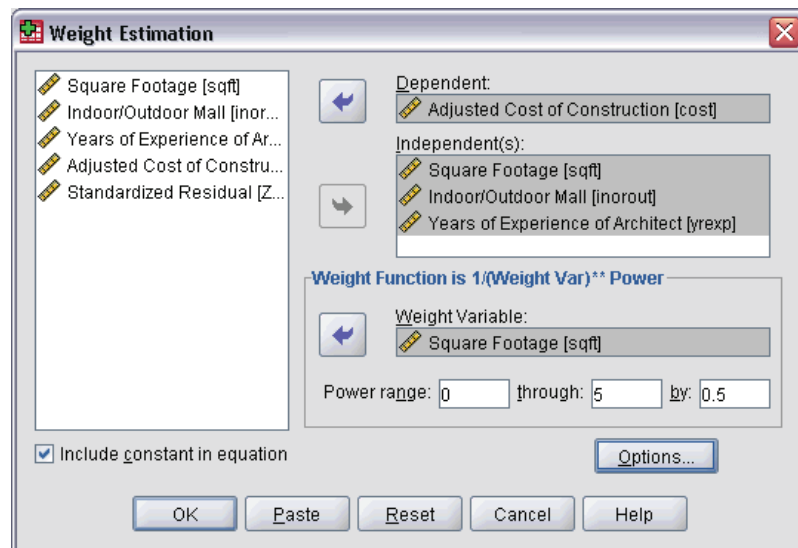 Weight Estimation
Square Footage [sqft]
Indoor/Outdoor Mall [inor...
Years of Experience of Ar...
Adjusted Cost of Constru...
Standardized Residual [Z...
Dependent:
Adjusted Cost of Construction [cost]
Independent(s):
Square Footage [sqft]
Indoor/Outdoor Mall [inorout]
Years of Experience of Architect [yrexp]
Weight Function is 1/(Weight Var)** Power
Weight Variable:
Square Footage [sqft]
Power range: 0 through: 5 by: 0.5
Include constant in equation
Options...
OK Paste Reset Cancel Help